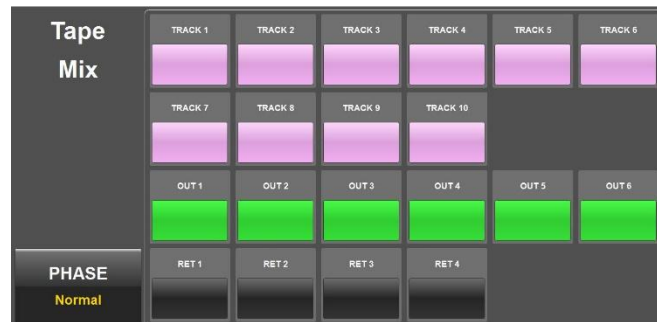 Tape
Mix
TRACK 1 TRACK 2 TRACK 3 TRACK 4 TRACK 5 TRACK 6
TRACK 7 TRACK 8 TRACK 9 TRACK 10
OUT 1 OUT 2 OUT 3 OUT 4 OUT 5 OUT 6
RET 1 RET 2 RET 3 RET 4
PHASE
Normal